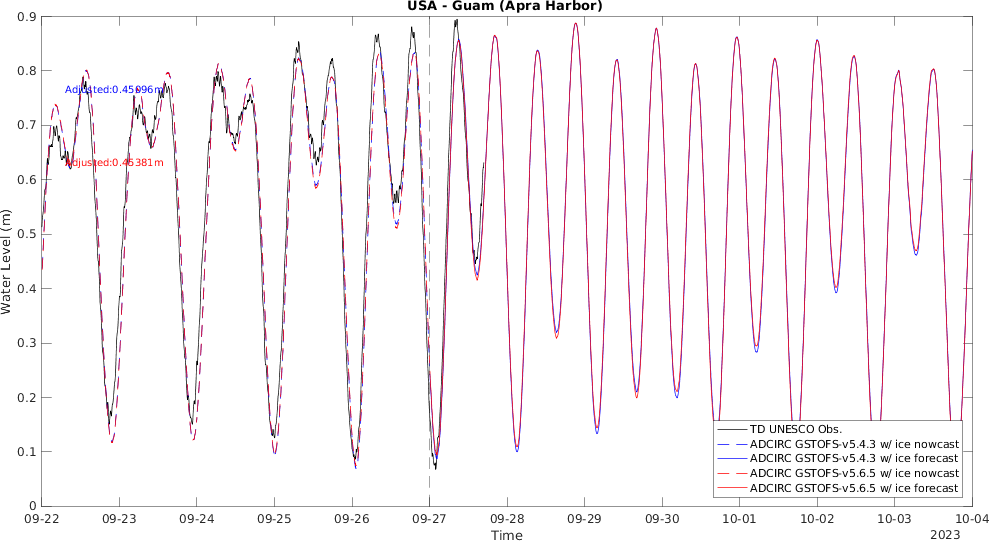 USA - Guam (Apra Harbor)
0.9
0.8
0.7
0.6
0.5
0.4
0.3
0.2
0.1
0
Water Level (m)
Adjusted:0.45096m
Adjusted:0.45381m
TD UNESCO Obs.
ADCIRC GSTOFS-v5.4.3 w/ ice nowcast
ADCIRC GSTOFS-v5.4.3 w/ ice forecast
ADCIRC GSTOFS-v5.6.5 w/ ice nowcast
ADCIRC GSTOFS-v5.6.5 w/ ice forecast
09-22 09-23 09-24 09-25 09-26 09-27 09-28 09-29 09-30 10-01 10-02 10-03 10-04
Time
2023